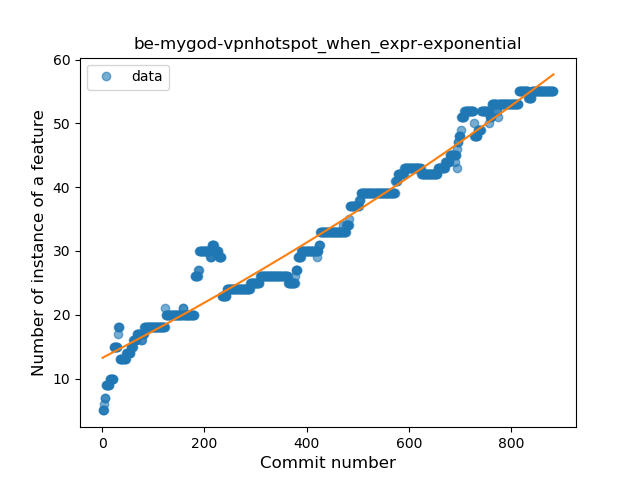 be-mygod-vpnhotspot_when_expr-exponential
data
Number of instance of a feature
60
50
40
30
20
10
0
200
400
600
800
Commit number